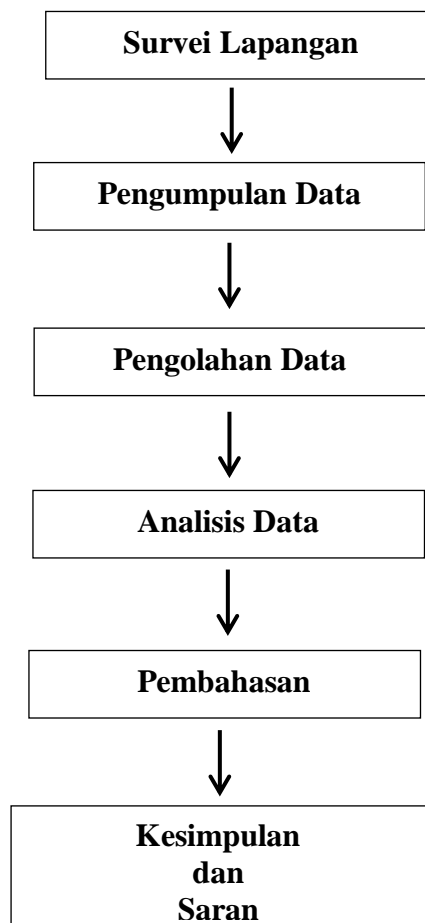 Survei Lapangan
Pengumpulan Data
Pengolahan Data
Analisis Data
Pembahasan
Kesimpulan
dan
Saran